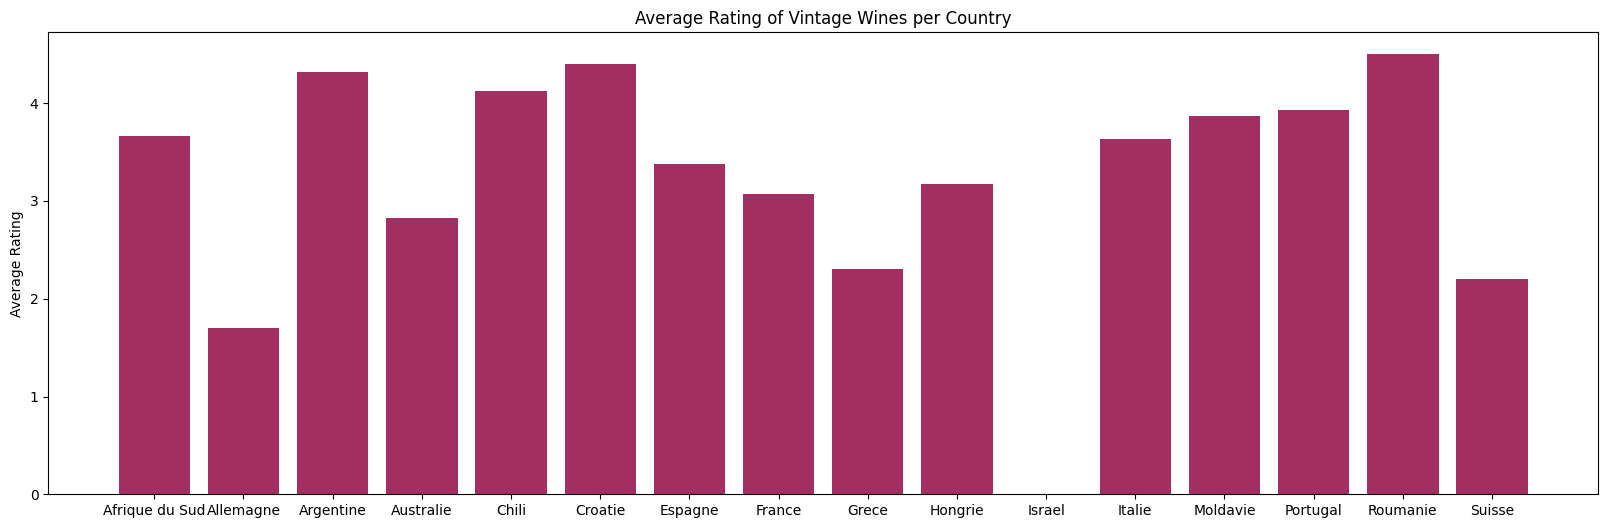 Average Rating of Vintage Wines per Country
Average Rating
4
3
2
1
0
Afrique du Sud Allemagne Argentine Australie Chili Croatie Espagne France Grece Hongrie Israel Italie Moldavie Portugal Roumanie Suisse